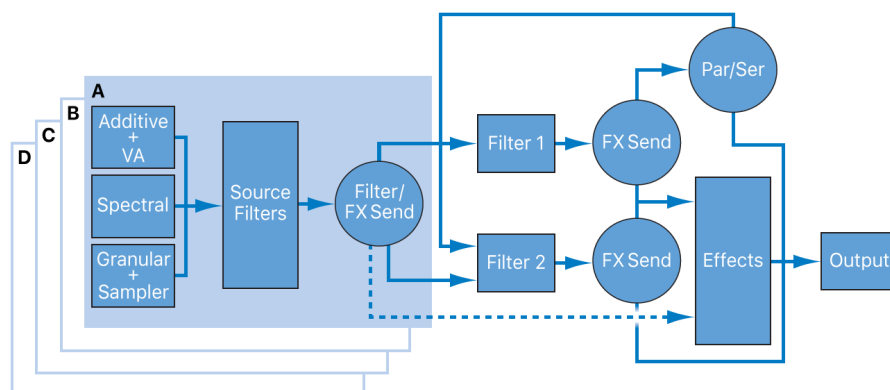 A
B
C
D
Additive
+
VA
Spectral
Granular
+
Sampler
Source
Filters
Filter/
FX Send
Filter 1
FX Send
Par/Ser
Filter 2
FX Send
Effects
Output